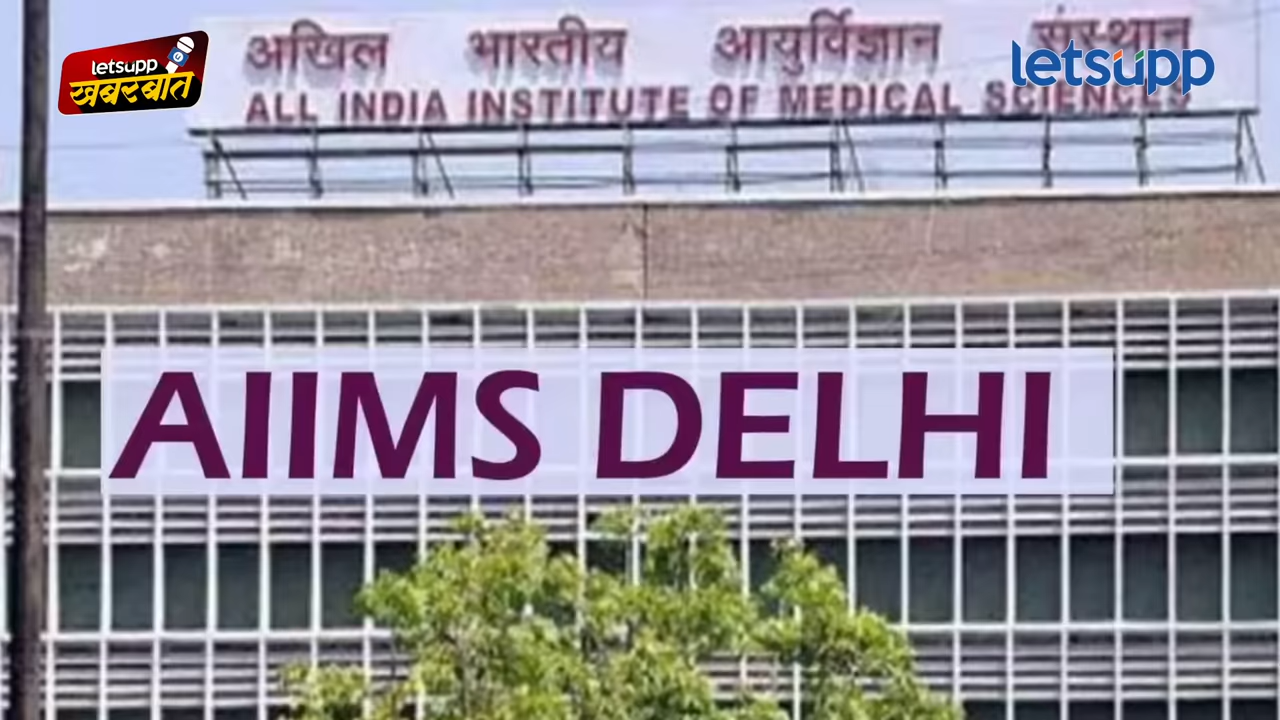 letsupp
खबरबात
letsupp
अखिल भारतीय आयुर्विज्ञान संस्थान
ALL INDIA INSTITUTE OF MEDICAL SCIENCES
AIIMS DELHI